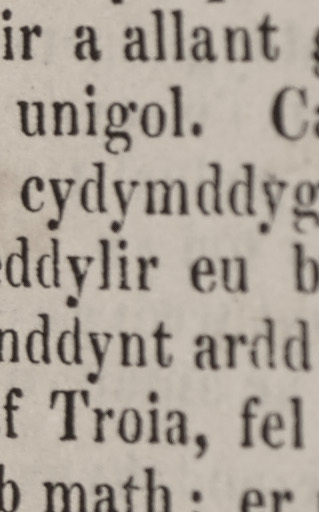 ir a allant
unigol.
cydymddyg
ddylir eu b
nddynt ardd
f Troia, fel
b math; er